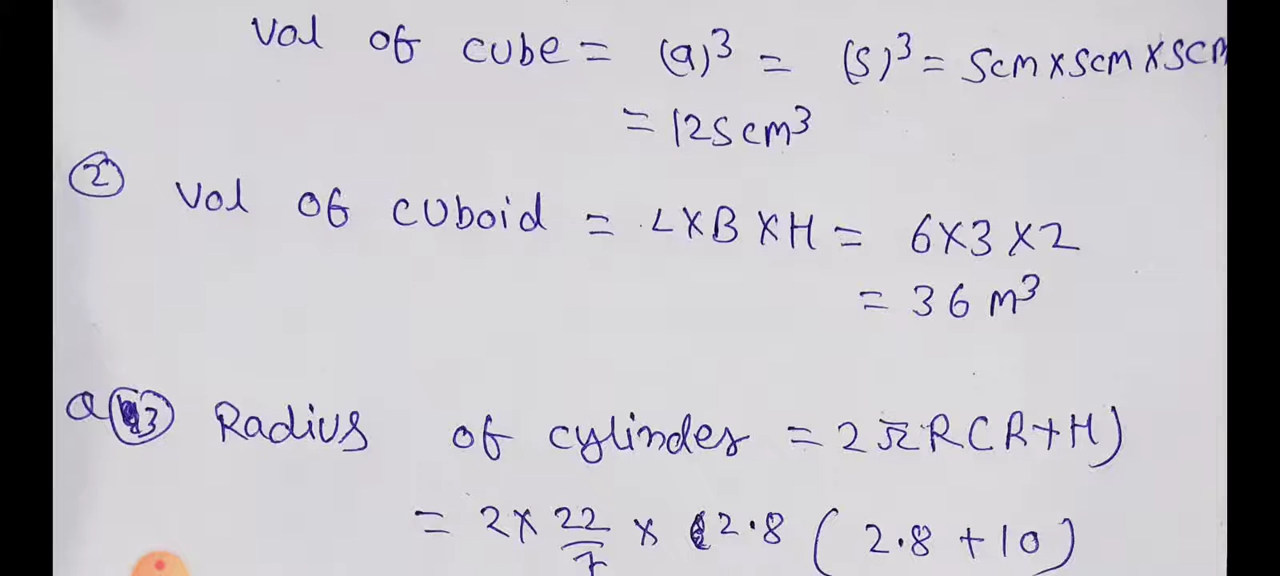 Vol of cube = (a)³ = (5)³ = 5cm x 5cm x 5cm
= 125 cm³
② Vol of cuboid = L X B X H = 6 X 3 X 2
= 36 m³
Q ③ Radius of cylinder = 2πR(R+H)
= 2 x 22/7 x 2.8 ( 2.8 + 10 )